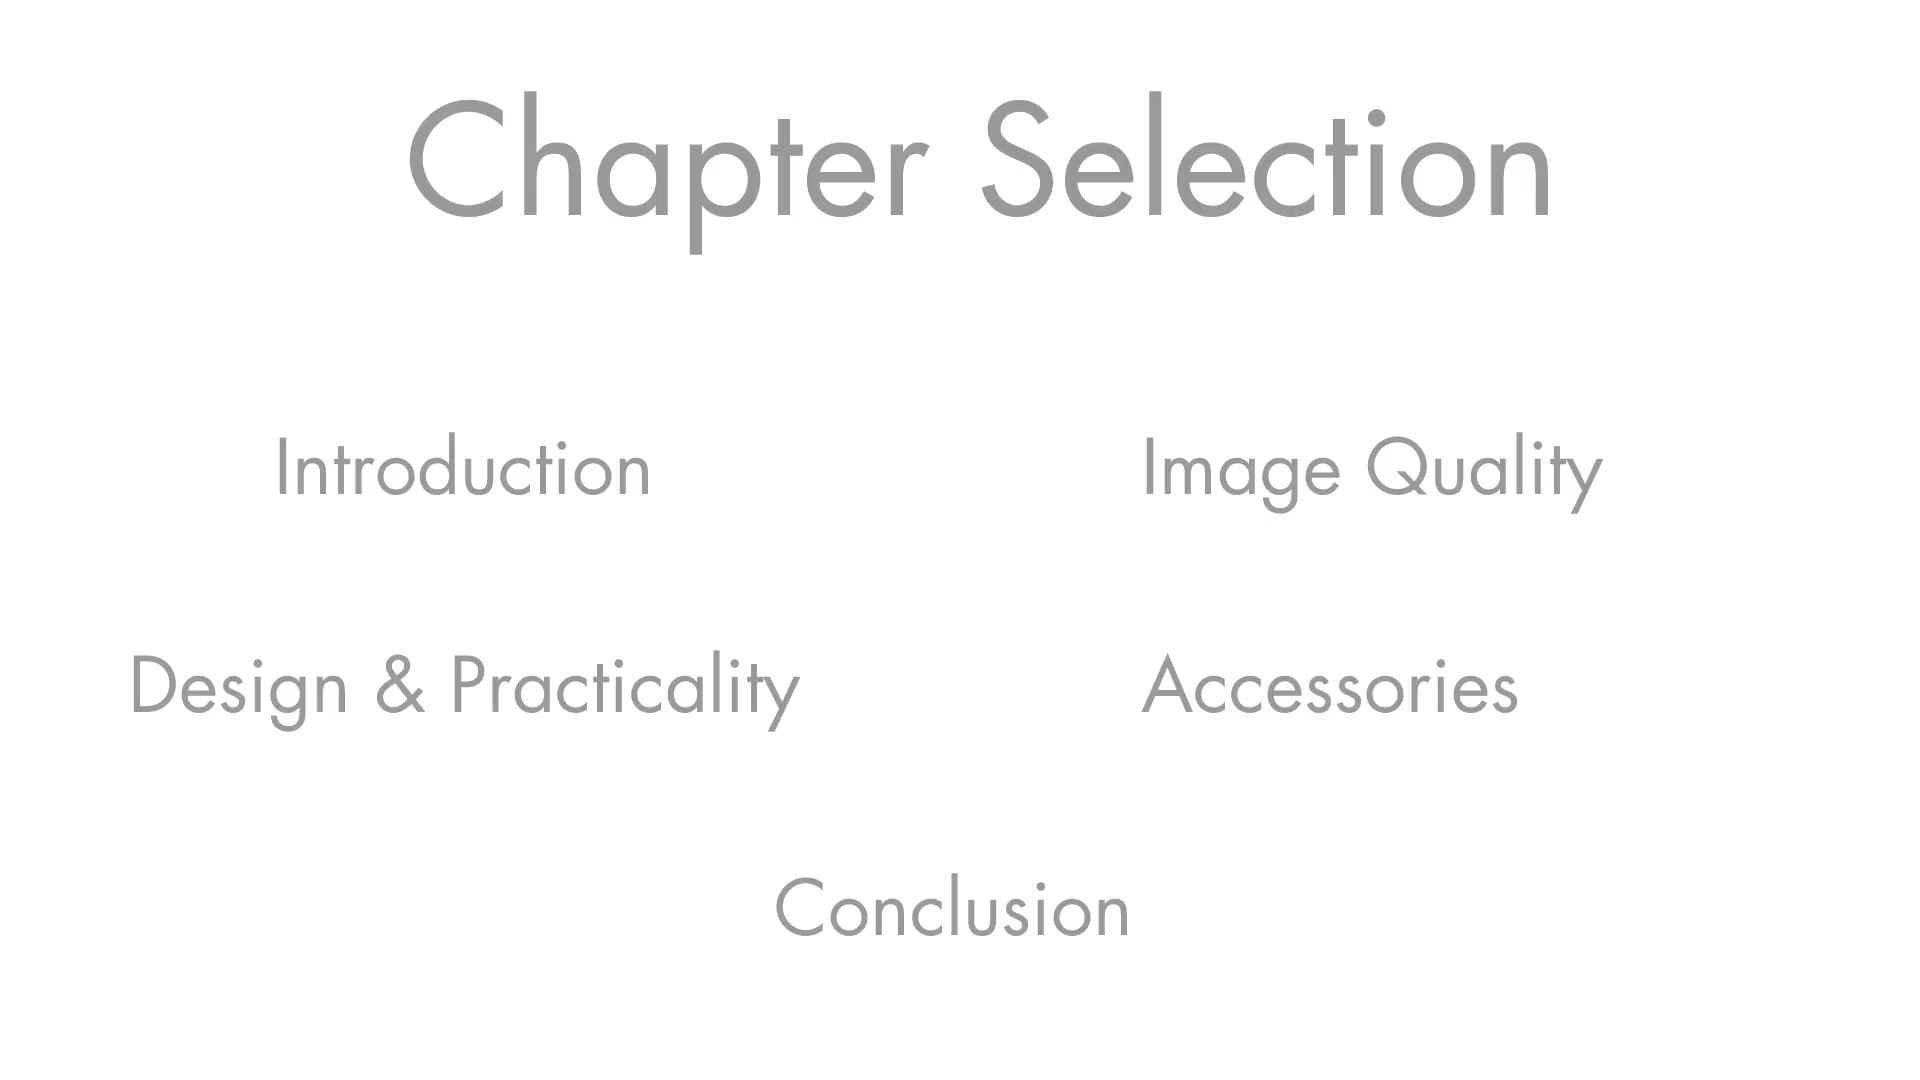 Chapter Selection
Introduction
Image Quality
Design & Practicality
Accessories
Conclusion